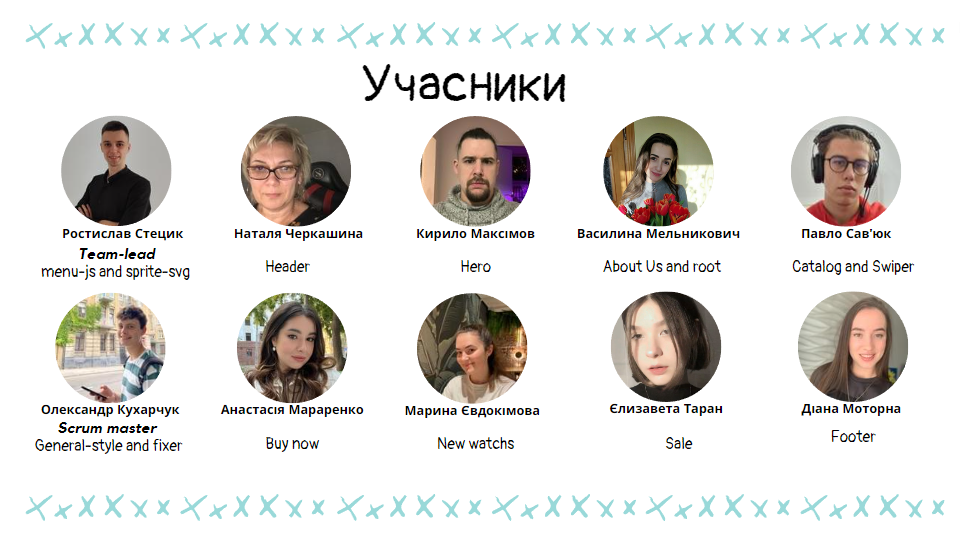 Учасники
Ростислав Стецик
Team-lead
menu-js and sprite-svg
Наталя Черкашина
Header
Кирило Максімов
Hero
Василина Мельникович
About Us and root
Павло Сав'юк
Catalog and Swiper
Олександр Кухарчук
Scrum master
General-style and fixer
Анастасія Мараренко
Buy now
Марина Євдокімова
New watchs
Єлизавета Таран
Sale
Діана Моторна
Footer